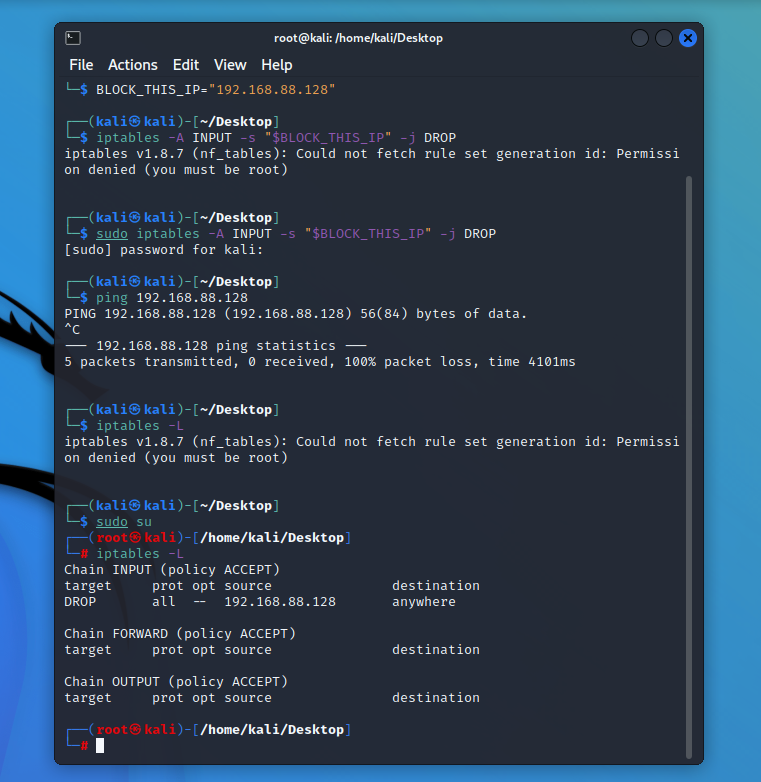 root@kali: /home/kali/Desktop
File Actions Edit View Help
└─$ BLOCK_THIS_IP="192.168.88.128"
┌──(kali㉿kali)-[~/Desktop]
└─$ iptables -A INPUT -s "$BLOCK_THIS_IP" -j DROP
iptables v1.8.7 (nf_tables): Could not fetch rule set generation id: Permissi
on denied (you must be root)
┌──(kali㉿kali)-[~/Desktop]
└─$ sudo iptables -A INPUT -s "$BLOCK_THIS_IP" -j DROP
[sudo] password for kali:
┌──(kali㉿kali)-[~/Desktop]
└─$ ping 192.168.88.128
PING 192.168.88.128 (192.168.88.128) 56(84) bytes of data.
^C
--- 192.168.88.128 ping statistics ---
5 packets transmitted, 0 received, 100% packet loss, time 4101ms
┌──(kali㉿kali)-[~/Desktop]
└─$ iptables -L
iptables v1.8.7 (nf_tables): Could not fetch rule set generation id: Permissi
on denied (you must be root)
┌──(kali㉿kali)-[~/Desktop]
└─$ sudo su
┌──(root㉿kali)-[/home/kali/Desktop]
└─# iptables -L
Chain INPUT (policy ACCEPT)
target     prot opt source               destination
DROP       all  --  192.168.88.128       anywhere
Chain FORWARD (policy ACCEPT)
target     prot opt source               destination
Chain OUTPUT (policy ACCEPT)
target     prot opt source               destination
┌──(root㉿kali)-[/home/kali/Desktop]
└─#